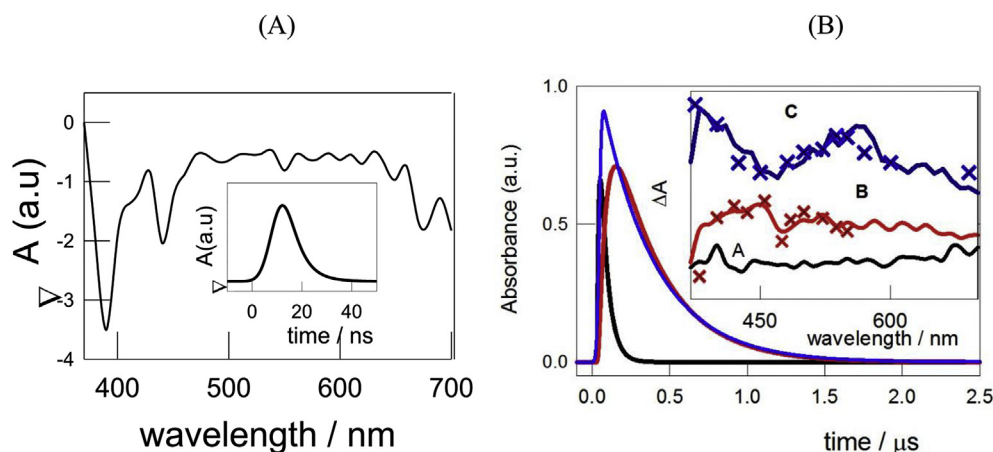 (A)
(B)
0
-1
-2
-3
-4
∇ A (a.u)
400
500
600
700
wavelength / nm
∇ A(a.u)
0
20
40
time / ns
1.0
0.5
0.0
Absorbance (a.u.)
0.0
0.5
1.0
1.5
2.0
2.5
time / μs
ΔA
C
B
A
450
600
wavelength / nm